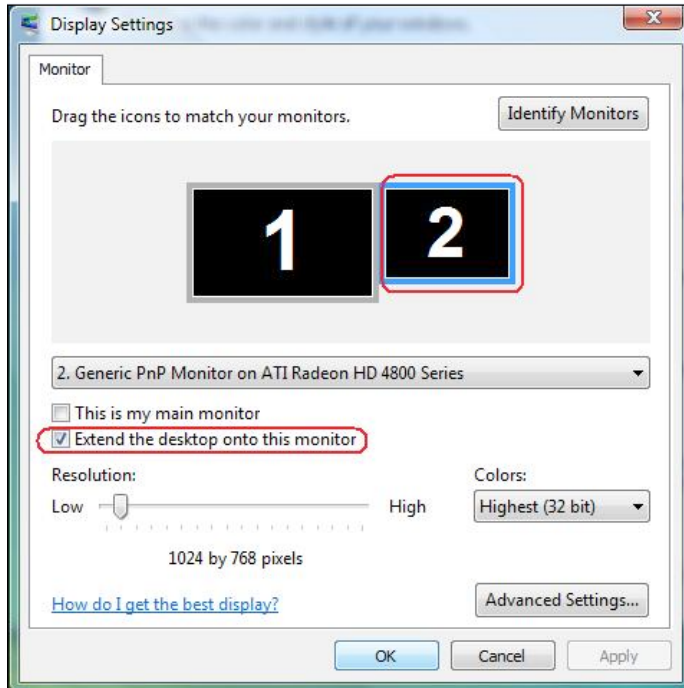 Display Settings
Monitor
Drag the icons to match your monitors.
Identify Monitors
1
2
2. Generic PnP Monitor on ATI Radeon HD 4800 Series
This is my main monitor
Extend the desktop onto this monitor
Resolution:
Colors:
Low
High
Highest (32 bit)
1024 by 768 pixels
How do I get the best display?
Advanced Settings...
OK
Cancel
Apply